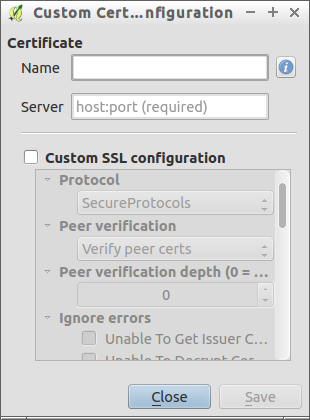 Custom Cert...nfiguration
Certificate
Name
Server host:port (required)
Custom SSL configuration
Protocol
SecureProtocols
Peer verification
Verify peer certs
Peer verification depth (0 = ...
0
Ignore errors
Unable To Get Issuer C...
Unable To Decrypt Cer...
Close Save